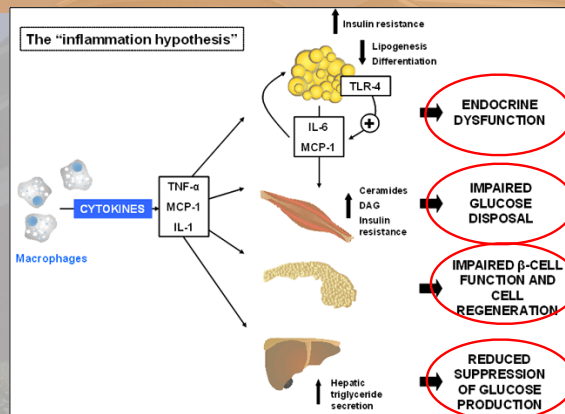 The "inflammation hypothesis"
Insulin resistance
Lipogenesis
Differentiation
TLR-4
+
IL-6
MCP-1
ENDOCRINE
DYSFUNCTION
Macrophages
CYTOKINES
TNF-α
MCP-1
IL-1
Ceramides
DAG
Insulin
resistance
IMPAIRED
GLUCOSE
DISPOSAL
IMPAIRED β-CELL
FUNCTION AND
CELL
REGENERATION
Hepatic
triglyceride
secretion
REDUCED
SUPPRESSION
OF GLUCOSE
PRODUCTION